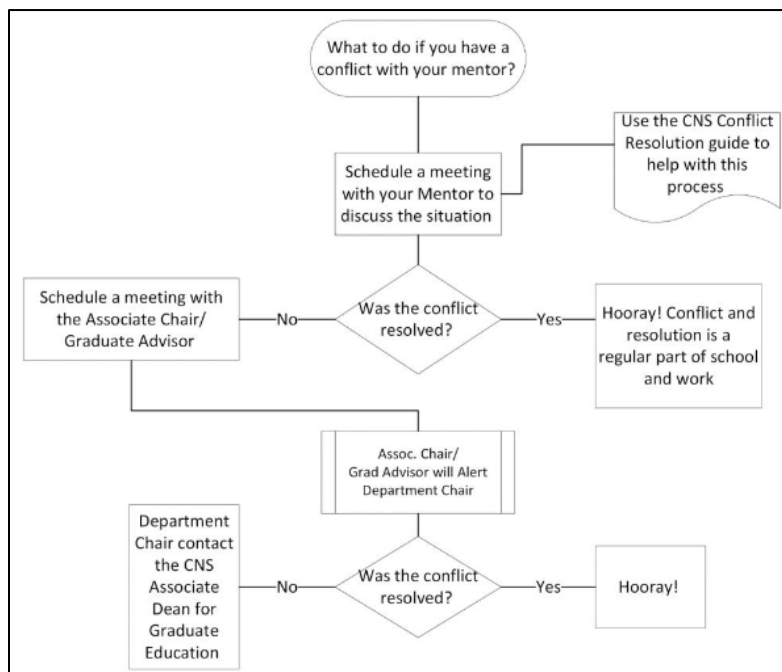 What to do if you have a
conflict with your mentor?
Schedule a meeting
with your Mentor to
discuss the situation
Use the CNS Conflict
Resolution guide to
help with this
process
Was the conflict
resolved?
No
Yes
Schedule a meeting with
the Associate Chair/
Graduate Advisor
Hooray! Conflict and
resolution is a
regular part of school
and work
Assoc. Chair/
Grad Advisor will Alert
Department Chair
Was the conflict
resolved?
No
Yes
Department
Chair contact
the CNS
Associate
Dean for
Graduate
Education
Hooray!